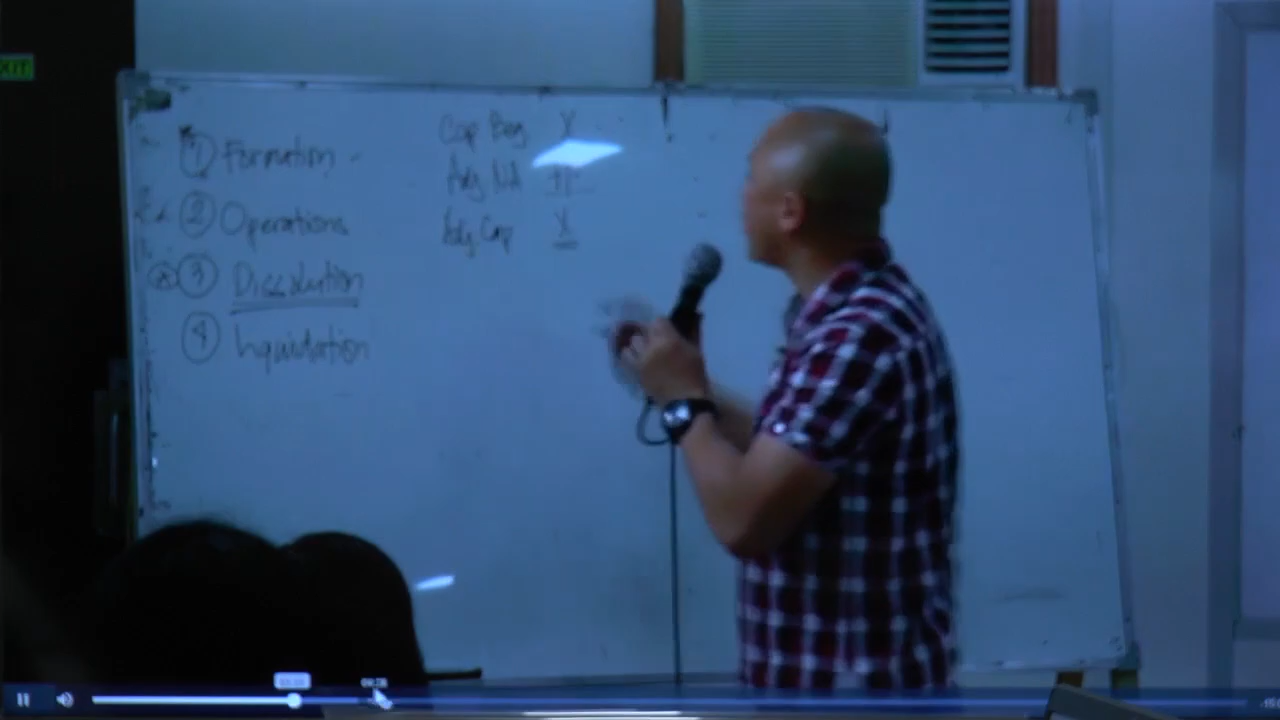 ① Formation -
② Operations
③ Dissolution
④ Liquidation
Cap Beg X
Adj NA
Adj. Cap X